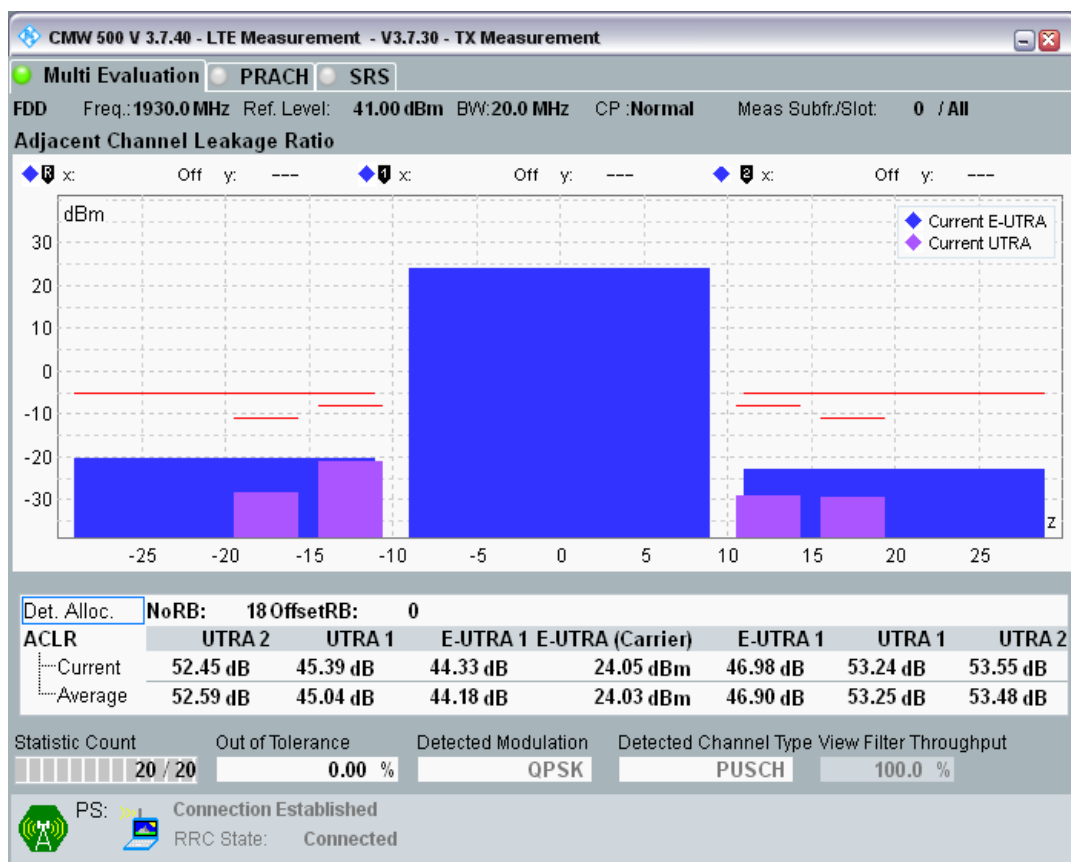 CMW 500 V 3.7.40 - LTE Measurement - V3.7.30 - TX Measurement
Multi Evaluation PRACH SRS
FDD Freq.: 1930.0 MHz Ref. Level: 41.00 dBm BW: 20.0 MHz CP : Normal Meas Subfr./Slot: 0 / All
Adjacent Channel Leakage Ratio
R x: Off y: --- 1 x: Off y: --- 2 x: Off y: ---
dBm
Current E-UTRA
Current UTRA
30
20
10
0
-10
-20
-30
z
-25 -20 -15 -10 -5 0 5 10 15 20 25
Det. Alloc. NoRB: 18 OffsetRB: 0
ACLR UTRA 2 UTRA 1 E-UTRA 1 E-UTRA (Carrier) E-UTRA 1 UTRA 1 UTRA 2
Current 52.45 dB 45.39 dB 44.33 dB 24.05 dBm 46.98 dB 53.24 dB 53.55 dB
Average 52.59 dB 45.04 dB 44.18 dB 24.03 dBm 46.90 dB 53.25 dB 53.48 dB
Statistic Count Out of Tolerance Detected Modulation Detected Channel Type View Filter Throughput
20 / 20 0.00 % QPSK PUSCH 100.0 %
PS: Connection Established
RRC State: Connected